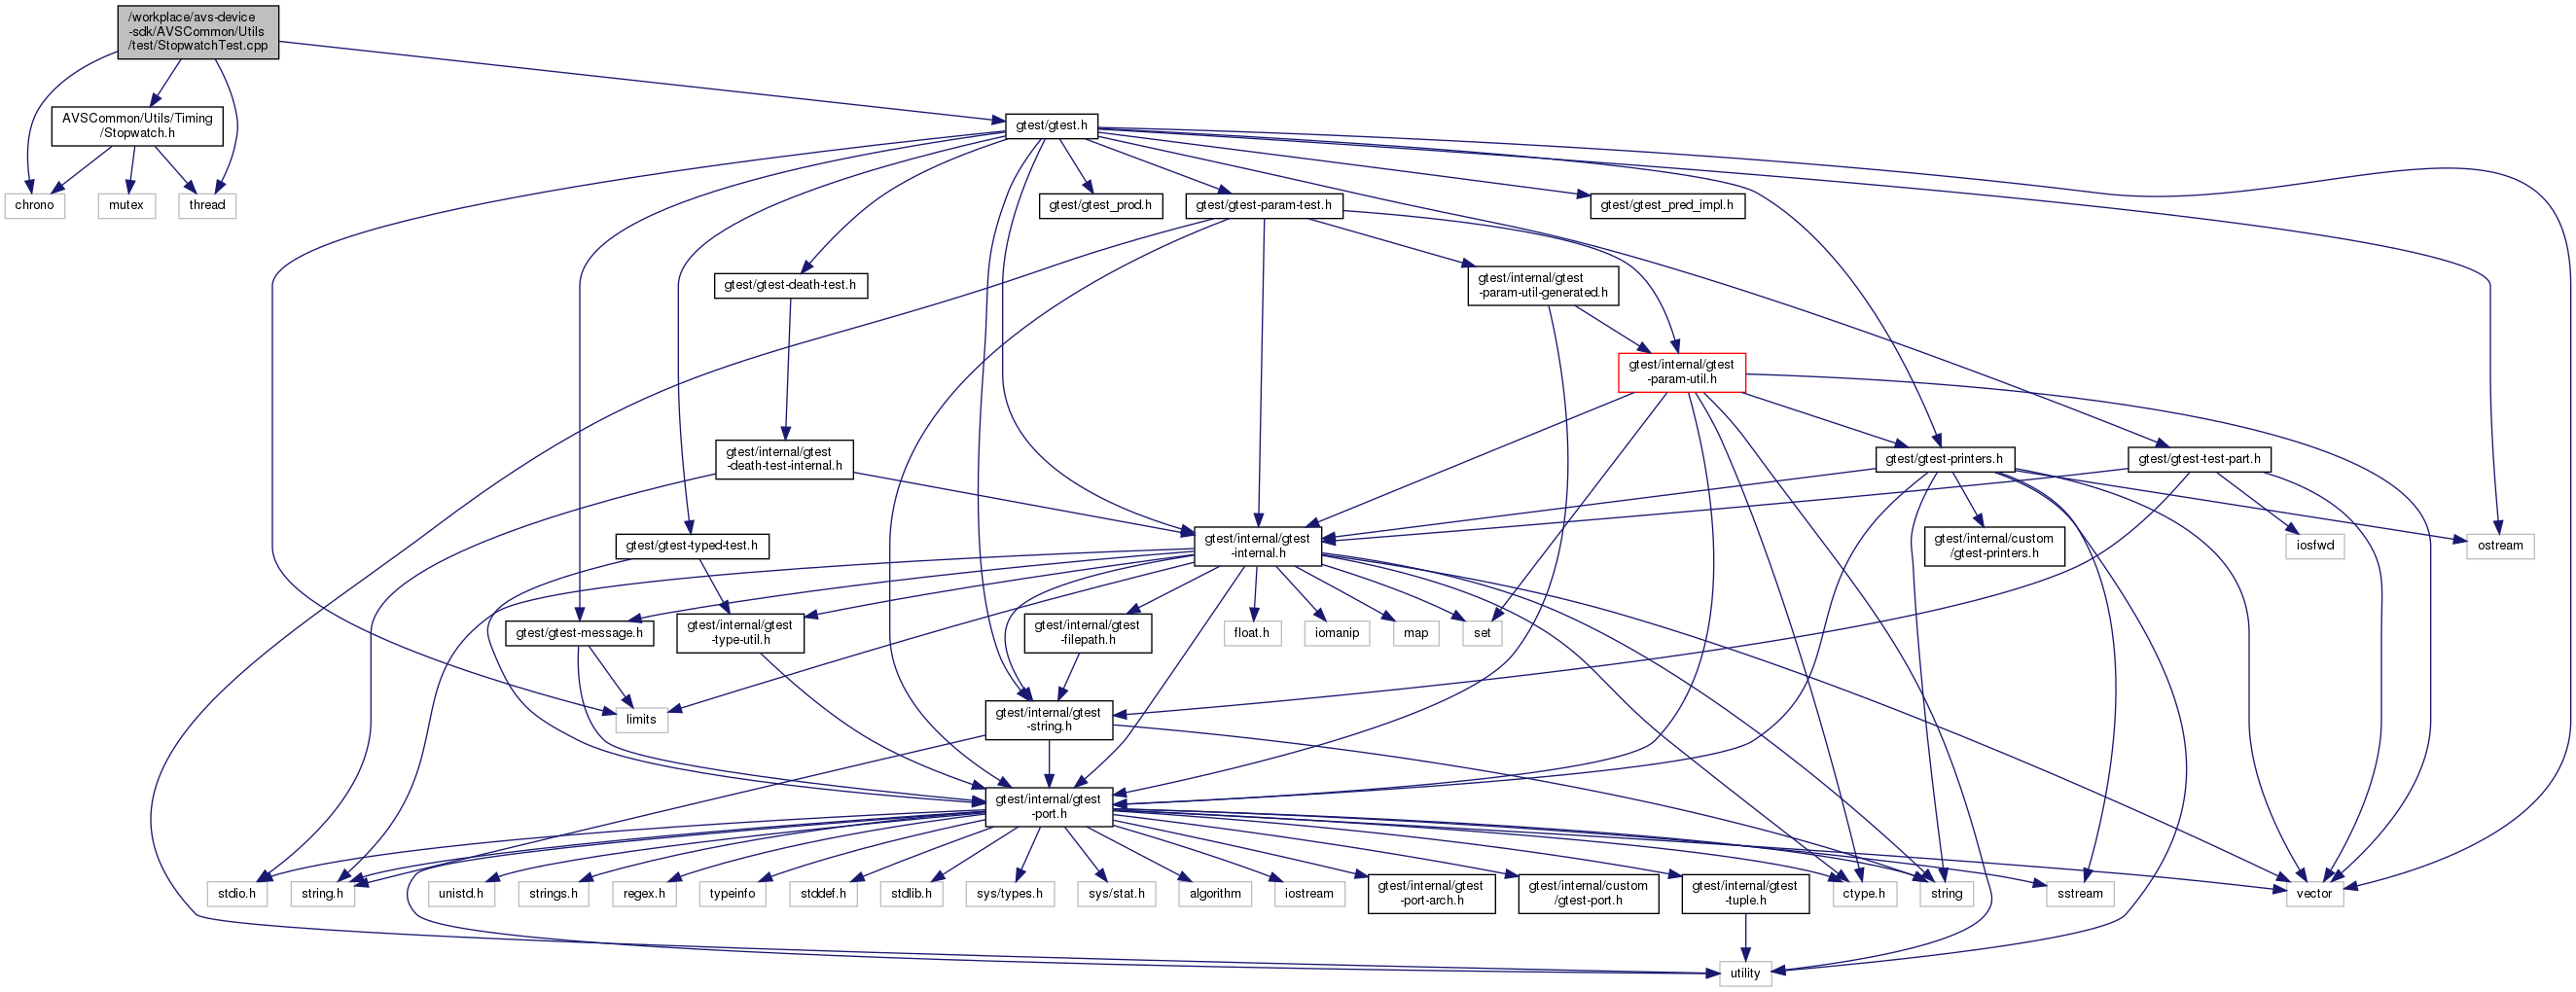 /workplace/avs-device
-sdk/AVSCommon/Utils
/test/StopwatchTest.cpp
AVSCommon/Utils/Timing
/Stopwatch.h
gtest/gtest.h
chrono
mutex
thread
gtest/gtest_prod.h
gtest/gtest-param-test.h
gtest/gtest_pred_impl.h
gtest/gtest-death-test.h
gtest/internal/gtest
-param-util-generated.h
gtest/internal/gtest
-param-util.h
gtest/internal/gtest
-death-test-internal.h
gtest/gtest-printers.h
gtest/gtest-test-part.h
gtest/gtest-typed-test.h
gtest/internal/gtest
-internal.h
gtest/internal/custom
/gtest-printers.h
iosfwd
ostream
gtest/gtest-message.h
gtest/internal/gtest
-type-util.h
gtest/internal/gtest
-filepath.h
float.h
iomanip
map
set
limits
gtest/internal/gtest
-string.h
gtest/internal/gtest
-port.h
stdio.h
string.h
unistd.h
strings.h
regex.h
typeinfo
stddef.h
stdlib.h
sys/types.h
sys/stat.h
algorithm
iostream
gtest/internal/gtest
-port-arch.h
gtest/internal/custom
/gtest-port.h
gtest/internal/gtest
-tuple.h
ctype.h
string
sstream
vector
utility